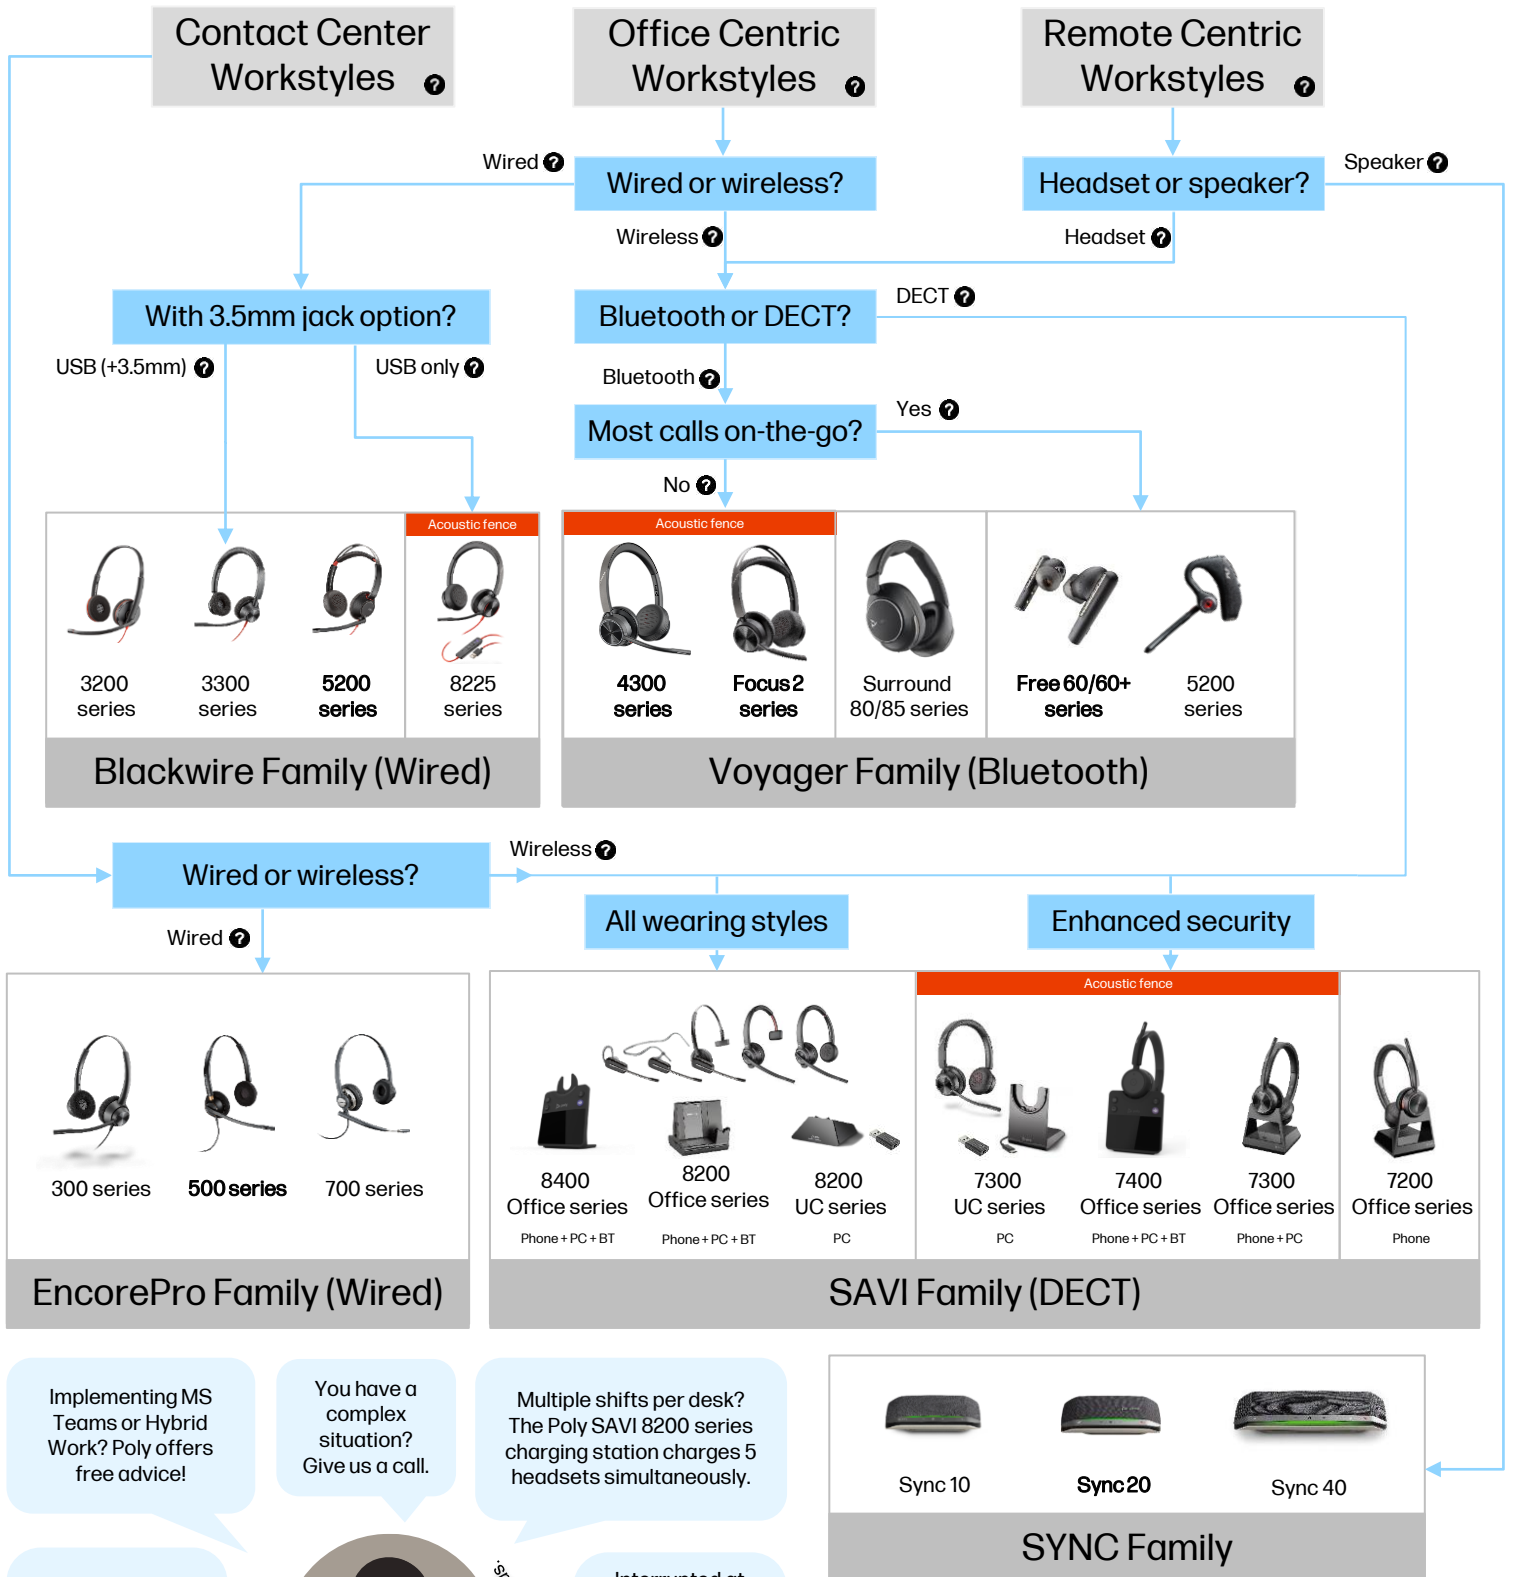 Contact Center
Workstyles ?
Office Centric
Workstyles ?
Remote Centric
Workstyles ?
Wired ?
Wired or wireless?
Headset or speaker?
Speaker ?
Wireless ?
Headset ?
With 3.5mm jack option?
Bluetooth or DECT?
DECT ?
USB (+3.5mm) ?
USB only ?
Bluetooth ?
Most calls on-the-go?
Yes ?
No ?
Acoustic fence
Acoustic fence
3200
series
3300
series
5200
series
8225
series
4300
series
Focus 2
series
Surround
80/85 series
Free 60/60+
series
5200
series
Blackwire Family (Wired)
Voyager Family (Bluetooth)
Wired or wireless?
Wireless ?
Wired ?
All wearing styles
Enhanced security
Acoustic fence
300 series
500 series
700 series
8400
Office series
Phone + PC + BT
8200
Office series
Phone + PC + BT
8200
UC series
PC
7300
UC series
PC
7400
Office series
Phone + PC + BT
7300
Office series
Phone + PC
7200
Office series
Phone
EncorePro Family (Wired)
SAVI Family (DECT)
Implementing MS
Teams or Hybrid
Work? Poly offers
free advice!
You have a
complex
situation?
Give us a call.
Multiple shifts per desk?
The Poly SAVI 8200 series
charging station charges 5
headsets simultaneously.
Sync 10
Sync 20
Sync 40
SYNC Family
Interrupted at